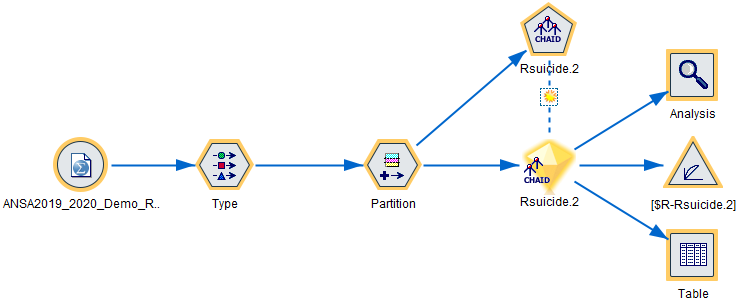 CHAID
Rsuicide.2
Analysis
ANSA2019_2020_Demo_R..
Type
Partition
CHAID
Rsuicide.2
[$R-Rsuicide.2]
Table